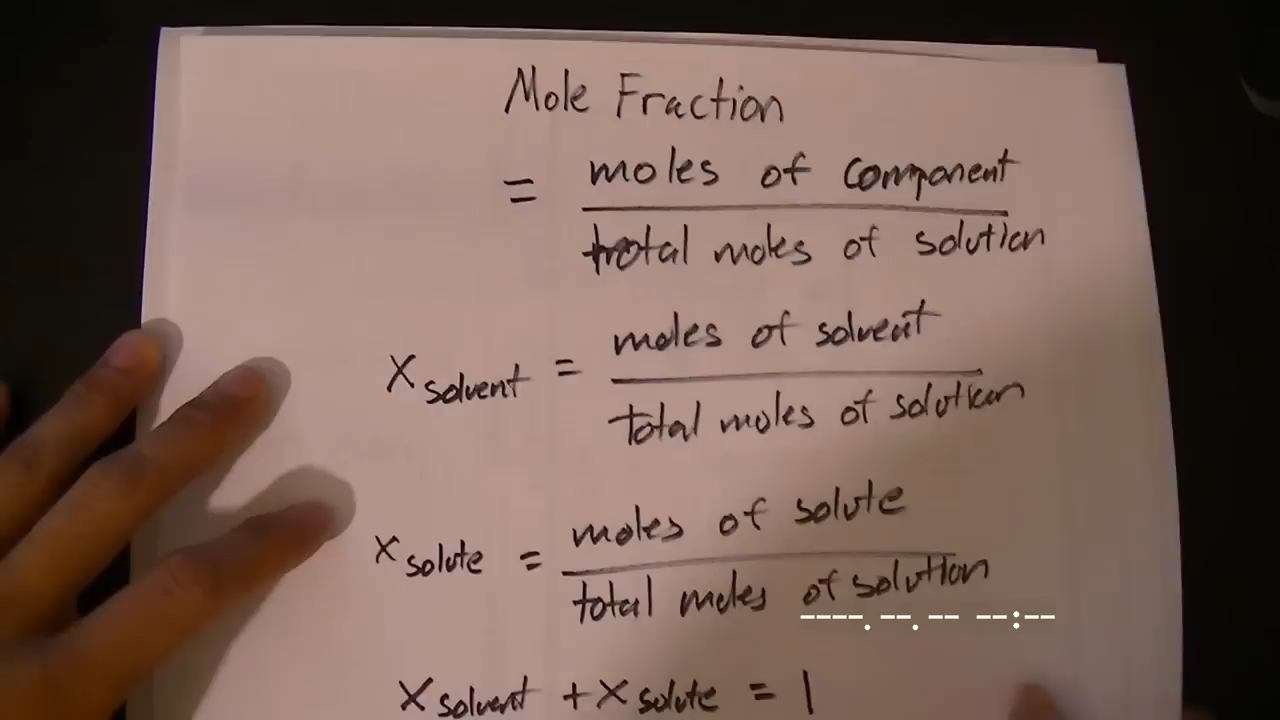 Mole Fraction
= moles of component
total moles of solution
X solvent = moles of solvent
total moles of solution
X solute = moles of solute
total moles of solution
----.--.-- --:--
X solvent + X solute = 1